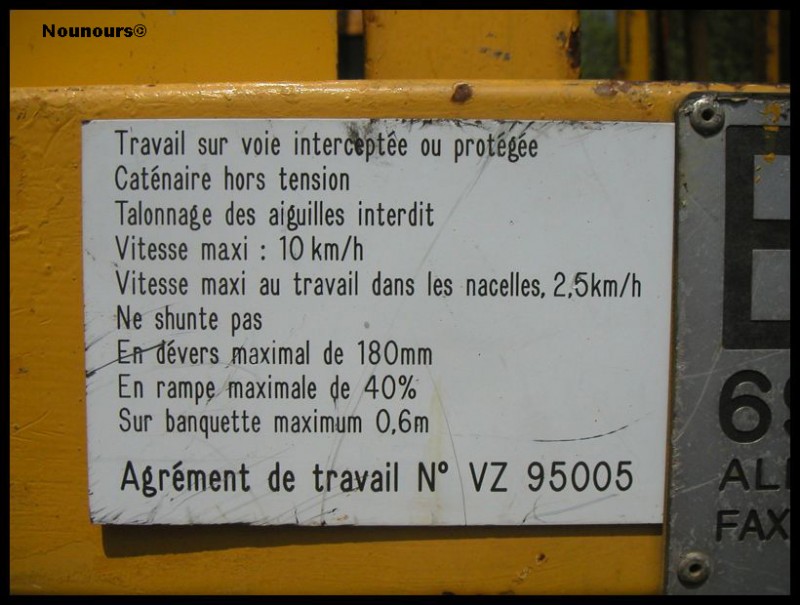 Nounours©
Travail sur voie interceptée ou protégée
Caténaire hors tension
Talonnage des aiguilles interdit
Vitesse maxi : 10 km/h
Vitesse maxi au travail dans les nacelles, 2,5km/h
Ne shunte pas
En dévers maximal de 180mm
En rampe maximale de 40%
Sur banquette maximum 0,6m
Agrément de travail N° VZ 95005
FAX